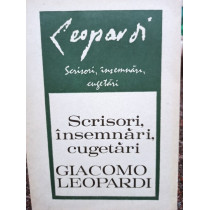 Leopardi
Scrisori, însemnări,
cugetări
Scrisori,
însemnări,
cugetări
GIACOMO
LEOPARDI